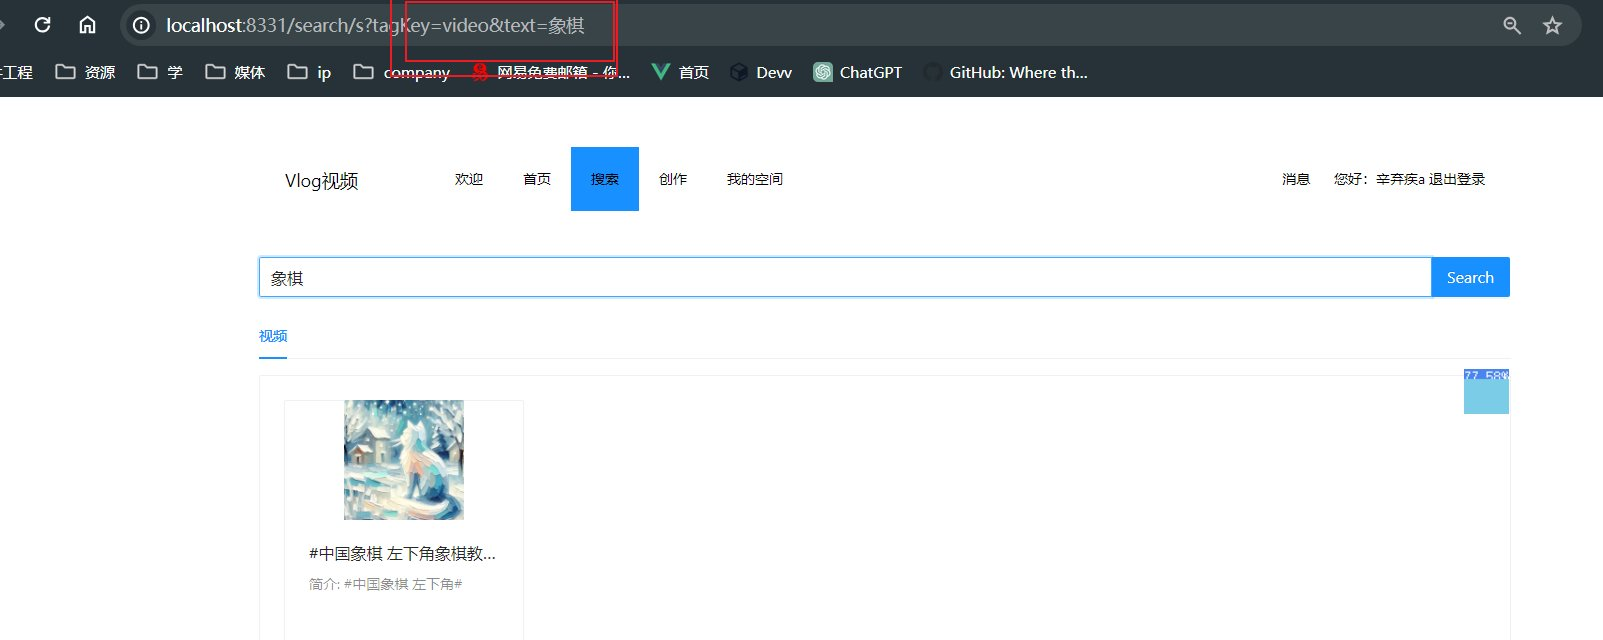 localhost:8331/search/s?tagKey=video&text=象棋
工程 资源 学 媒体 ip company 网易免费邮箱 - 你... 首页 Devv ChatGPT GitHub: Where th...
Vlog视频 欢迎 首页 搜索 创作 我的空间 消息 您好：辛弃疾a 退出登录
象棋 Search
视频
77.58%
#中国象棋 左下角象棋教...
简介: #中国象棋 左下角#